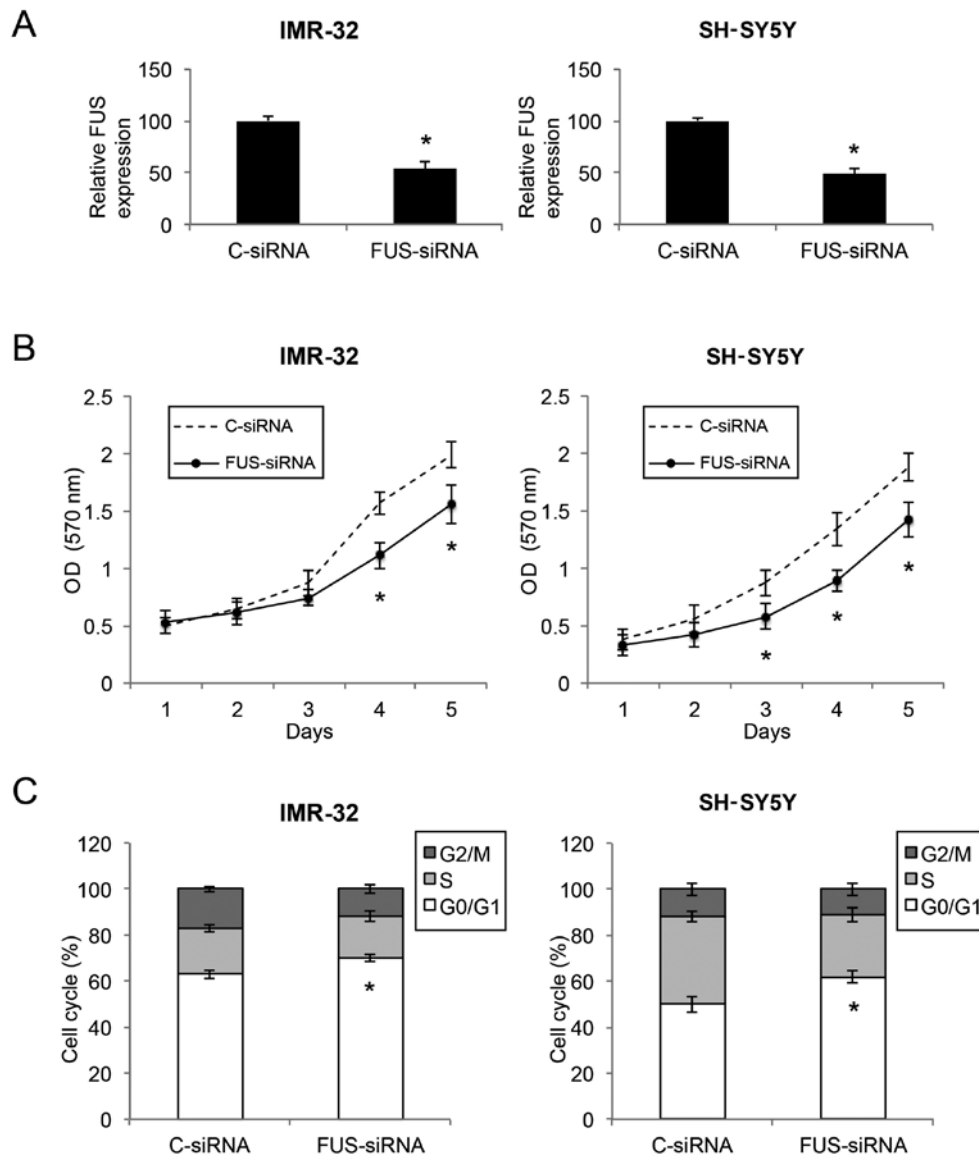 A
IMR-32
SH-SY5Y
Relative FUS
expression
150
100
50
0
*
C-siRNA
FUS-siRNA
Relative FUS
expression
150
100
50
0
*
C-siRNA
FUS-siRNA
B
IMR-32
SH-SY5Y
OD (570 nm)
2.5
2
1.5
1
0.5
0
C-siRNA
FUS-siRNA
*
*
1 2 3 4 5
Days
OD (570 nm)
2.5
2
1.5
1
0.5
0
C-siRNA
FUS-siRNA
*
*
*
1 2 3 4 5
Days
C
IMR-32
SH-SY5Y
Cell cycle (%)
120
100
80
60
40
20
0
G2/M
S
G0/G1
*
C-siRNA
FUS-siRNA
Cell cycle (%)
120
100
80
60
40
20
0
G2/M
S
G0/G1
*
C-siRNA
FUS-siRNA